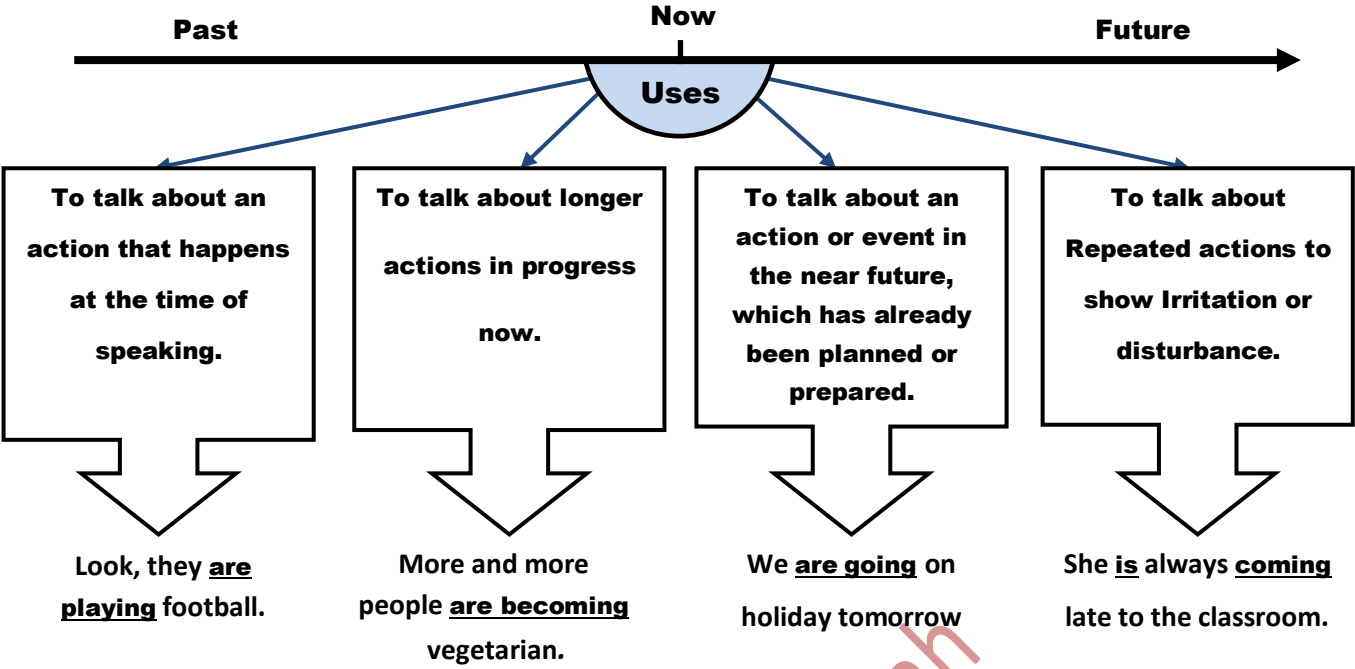 Past
Now
Future
Uses
To talk about an
action that happens
at the time of
speaking.
To talk about longer
actions in progress
now.
To talk about an
action or event in
the near future,
which has already
been planned or
prepared.
To talk about
Repeated actions to
show Irritation or
disturbance.
Look, they are
playing football.
More and more
people are becoming
vegetarian.
We are going on
holiday tomorrow
She is always coming
late to the classroom.